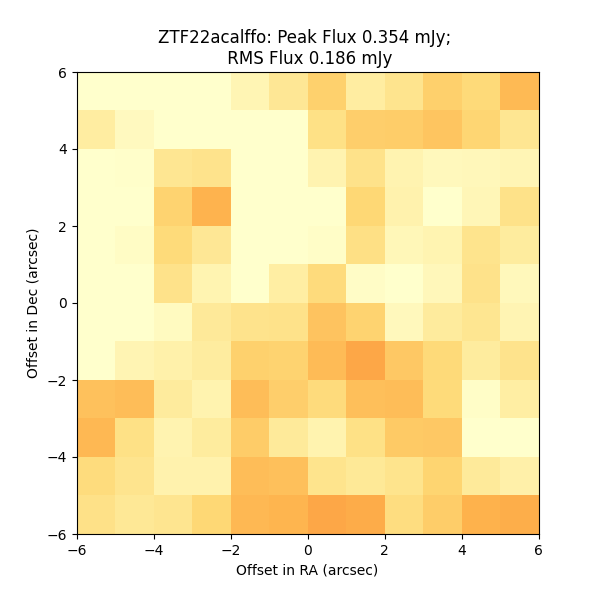 ZTF22acalffo: Peak Flux 0.354 mJy;
RMS Flux 0.186 mJy
6
4
2
0
−2
−4
−6
Offset in Dec (arcsec)
−6 −4 −2 0 2 4 6
Offset in RA (arcsec)